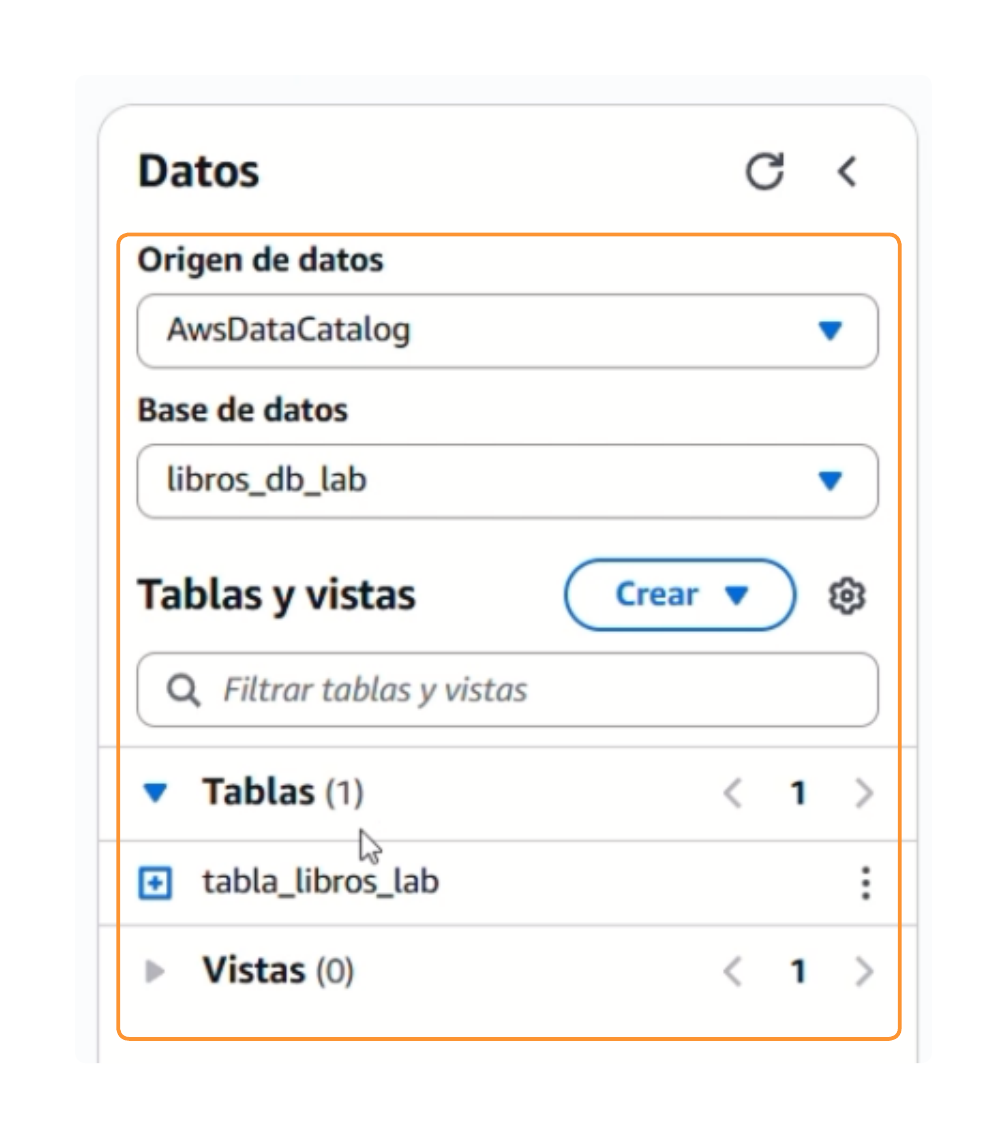 Datos
Origen de datos
AwsDataCatalog
Base de datos
libros_db_lab
Tablas y vistas
Crear
Filtrar tablas y vistas
Tablas (1)
1
tabla_libros_lab
Vistas (0)
1